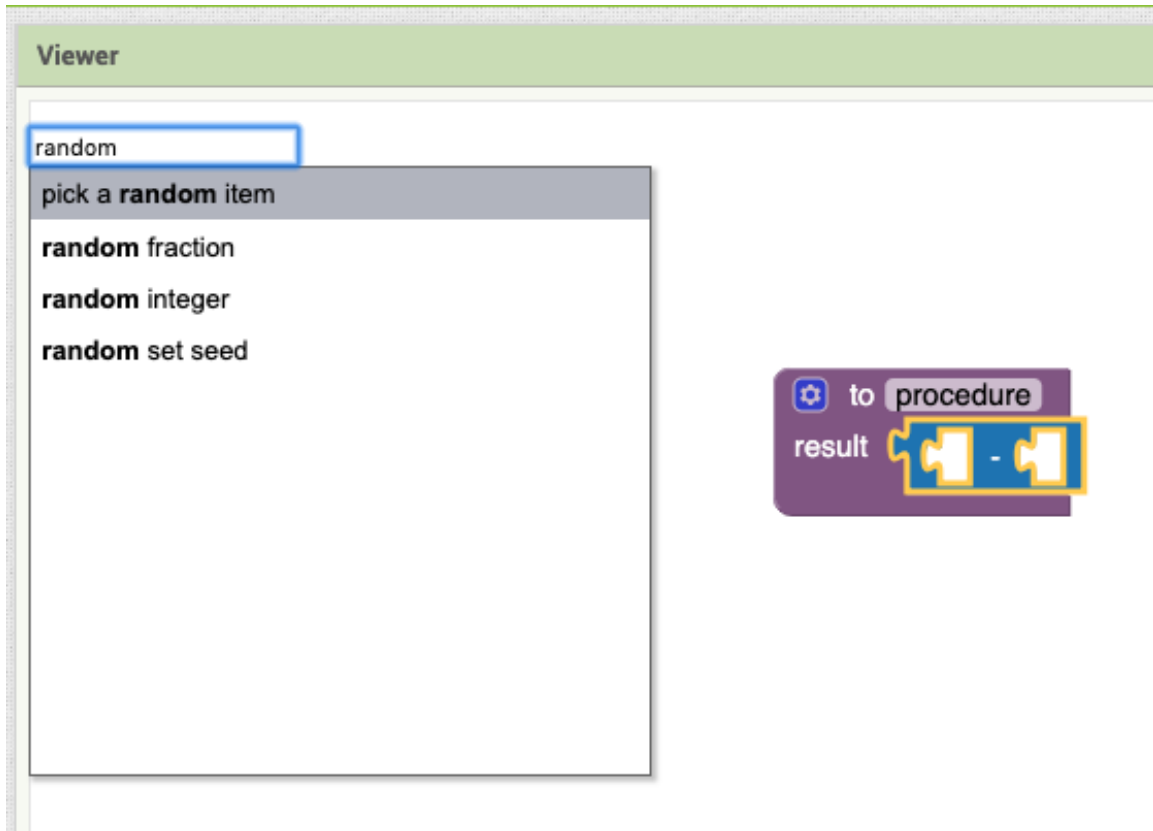 Viewer
random
pick a random item
random fraction
random integer
random set seed
to procedure
result -